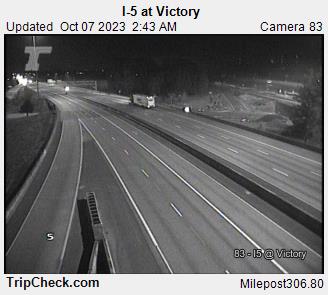 I-5 at Victory
Updated Oct 07 2023 2:43 AM Camera 83
T
S
83 - I5 @ Victory
TripCheck.com Milepost306.80